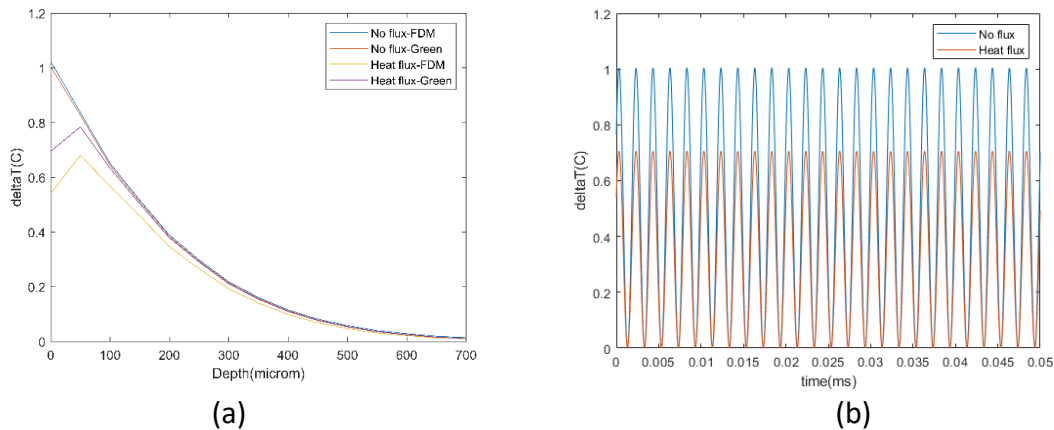 1.2
1
0.8
0.6
0.4
0.2
0
deltaT(C)
0 100 200 300 400 500 600 700
Depth(microm)
No flux-FDM
No flux-Green
Heat flux-FDM
Heat flux-Green
(a)
1.2
1
0.8
0.6
0.4
0.2
0
deltaT(C)
0 0.005 0.01 0.015 0.02 0.025 0.03 0.035 0.04 0.045 0.05
time(ms)
No flux
Heat flux
(b)